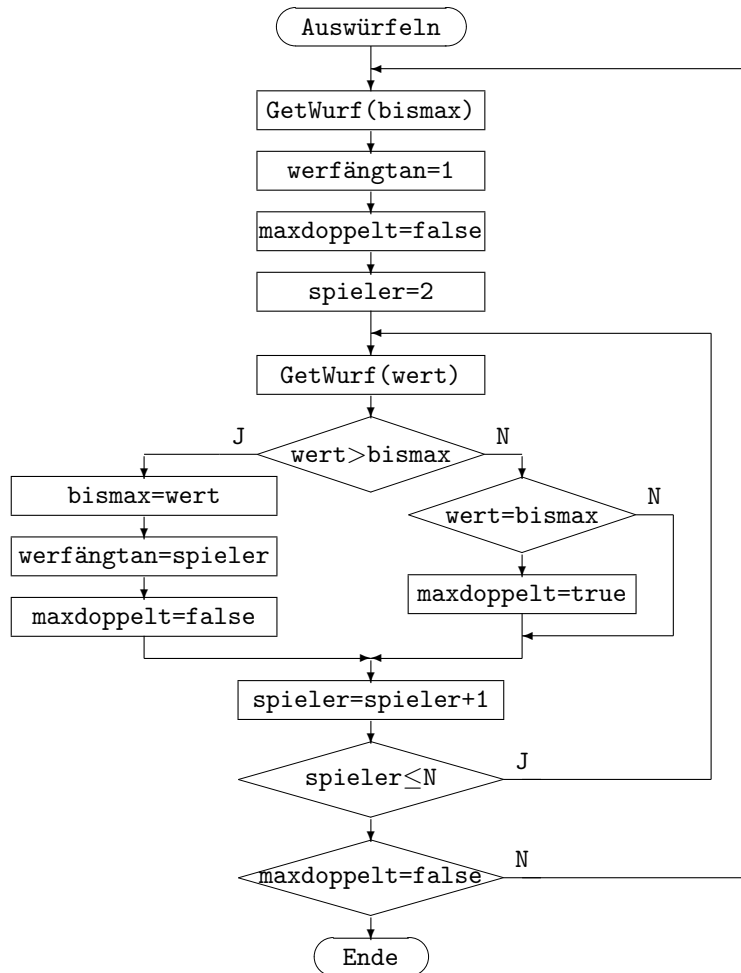 Auswürfeln
GetWurf(bismax)
werfängtan=1
maxdoppelt=false
spieler=2
GetWurf(wert)
J
wert>bismax
N
bismax=wert
werfängtan=spieler
maxdoppelt=false
wert=bismax
N
maxdoppelt=true
spieler=spieler+1
spieler≤N
J
maxdoppelt=false
N
Ende